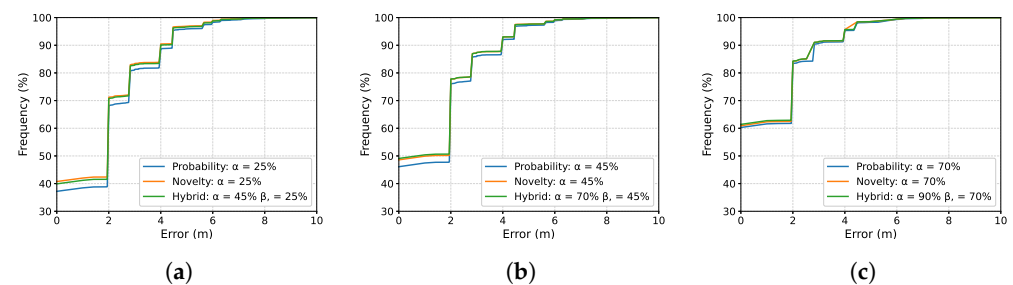 100
90
80
70
60
50
40
30
Frequency (%)
Probability: α = 25%
Novelty: α = 25%
Hybrid: α = 45% β, = 25%
0 2 4 6 8 10
Error (m)
(a)
100
90
80
70
60
50
40
30
Frequency (%)
Probability: α = 45%
Novelty: α = 45%
Hybrid: α = 70% β, = 45%
0 2 4 6 8 10
Error (m)
(b)
100
90
80
70
60
50
40
30
Frequency (%)
Probability: α = 70%
Novelty: α = 70%
Hybrid: α = 90% β, = 70%
0 2 4 6 8 10
Error (m)
(c)